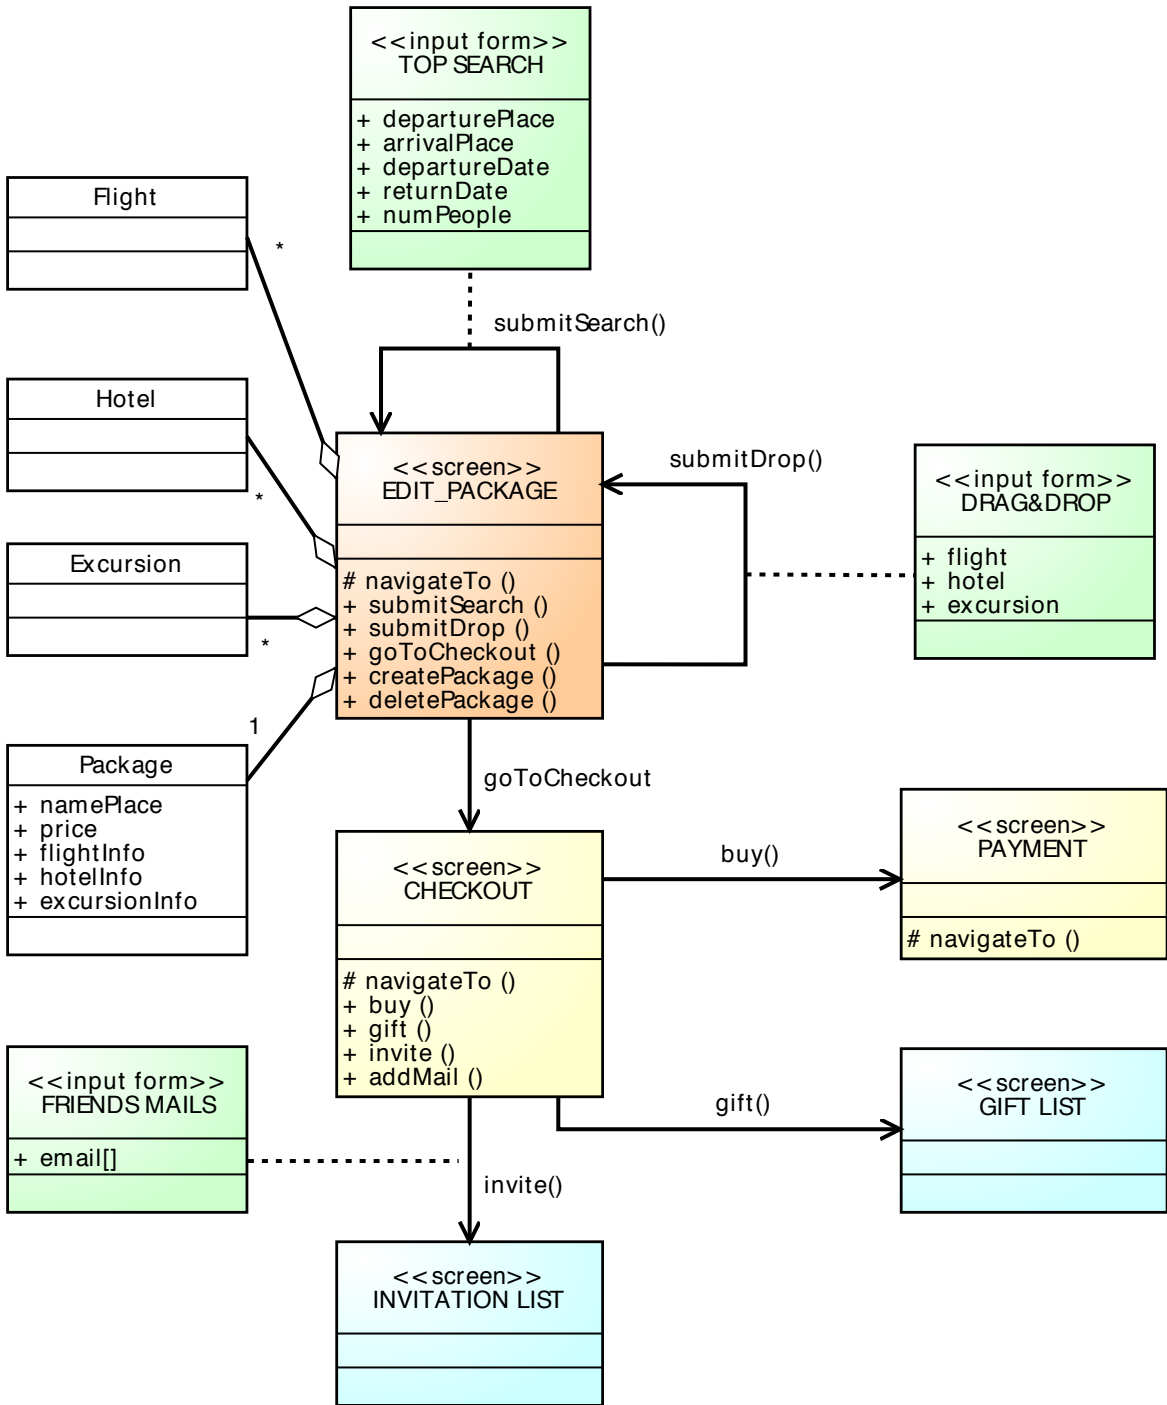 <<input form>>
TOP SEARCH
+ departurePlace
+ arrivalPlace
+ departureDate
+ returnDate
+ numPeople
Flight
*
submitSearch()
Hotel
*
<<screen>>
EDIT_PACKAGE
# navigateTo ()
+ submitSearch ()
+ submitDrop ()
+ goToCheckout ()
+ createPackage ()
+ deletePackage ()
submitDrop()
<<input form>>
DRAG&DROP
+ flight
+ hotel
+ excursion
Excursion
*
1
Package
+ namePlace
+ price
+ flightInfo
+ hotelInfo
+ excursionInfo
goToCheckout
<<screen>>
CHECKOUT
# navigateTo ()
+ buy ()
+ gift ()
+ invite ()
+ addMail ()
buy()
<<screen>>
PAYMENT
# navigateTo ()
<<input form>>
FRIENDS MAILS
+ email[]
gift()
<<screen>>
GIFT LIST
invite()
<<screen>>
INVITATION LIST